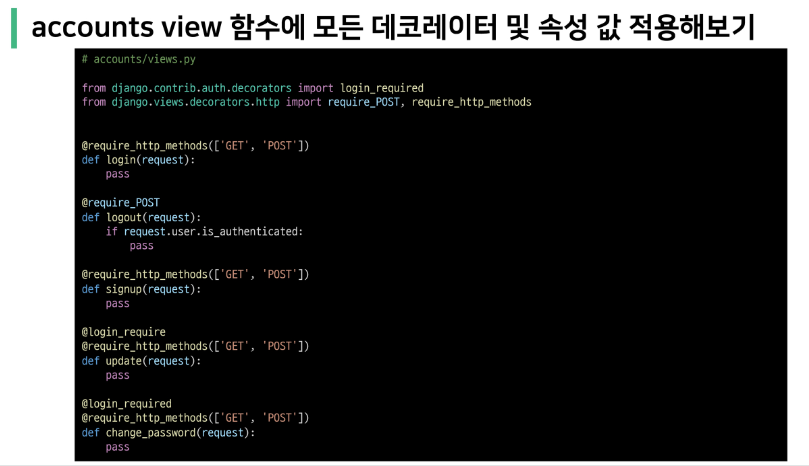 accounts view 함수에 모든 데코레이터 및 속성 값 적용해보기
# accounts/views.py
from django.contrib.auth.decorators import login_required
from django.views.decorators.http import require_POST, require_http_methods
@require_http_methods(['GET', 'POST'])
def login(request):
    pass
@require_POST
def logout(request):
    if request.user.is_authenticated:
        pass
@require_http_methods(['GET', 'POST'])
def signup(request):
    pass
@login_require
@require_http_methods(['GET', 'POST'])
def update(request):
    pass
@login_required
@require_http_methods(['GET', 'POST'])
def change_password(request):
    pass